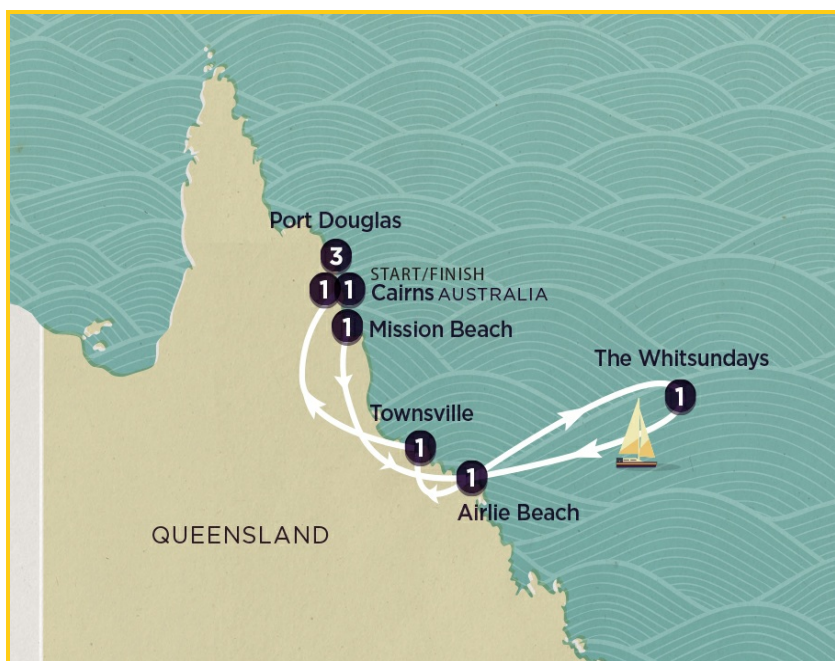 Port Douglas
3
START/FINISH
1 1 Cairns AUSTRALIA
1 Mission Beach
The Whitsundays
1
Townsville
1
1
Airlie Beach
QUEENSLAND